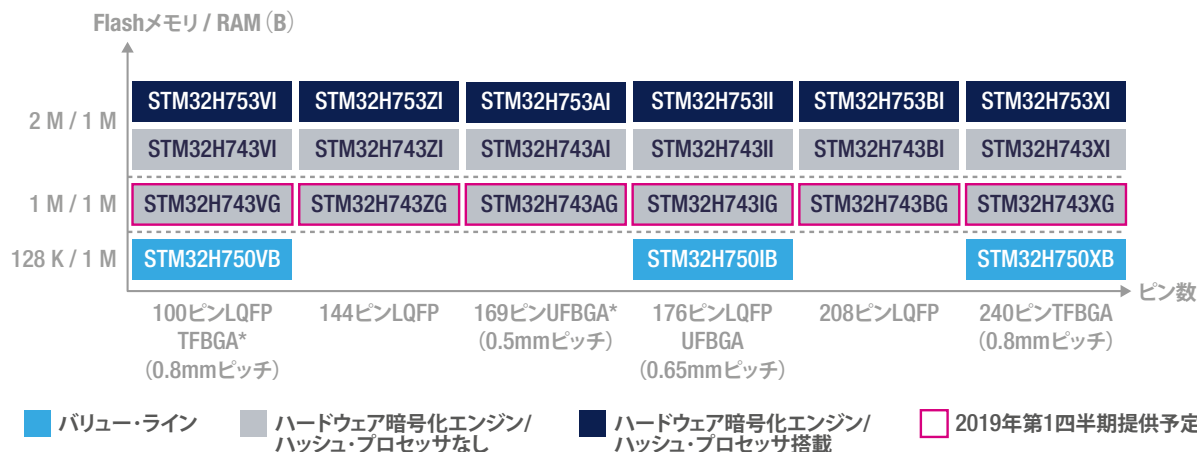 Flashメモリ / RAM（B）
2 M / 1 M
STM32H753VI STM32H753ZI STM32H753AI STM32H753II STM32H753BI STM32H753XI
STM32H743VI STM32H743ZI STM32H743AI STM32H743II STM32H743BI STM32H743XI
1 M / 1 M STM32H743VG STM32H743ZG STM32H743AG STM32H743IG STM32H743BG STM32H743XG
128 K / 1 M STM32H750VB STM32H750IB STM32H750XB
ピン数
100ピンLQFP 144ピンLQFP 169ピンUFBGA* 176ピンLQFP 208ピンLQFP 240ピンTFBGA
TFBGA* （0.5mmピッチ） UFBGA （0.8mmピッチ）
（0.8mmピッチ） （0.65mmピッチ）
バリュー・ライン ハードウェア暗号化エンジン/ ハードウェア暗号化エンジン/ 2019年第1四半期提供予定
ハッシュ・プロセッサなし ハッシュ・プロセッサ搭載